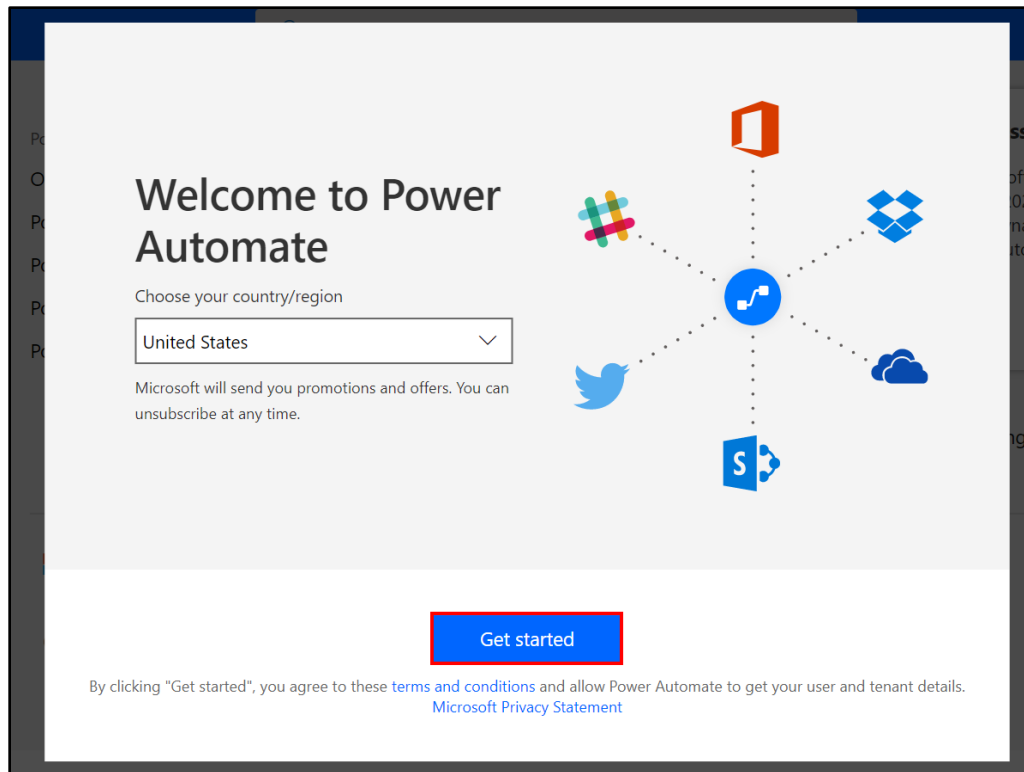 Welcome to Power
Automate
Choose your country/region
United States
Microsoft will send you promotions and offers. You can
unsubscribe at any time.
S
Get started
By clicking "Get started", you agree to these terms and conditions and allow Power Automate to get your user and tenant details.
Microsoft Privacy Statement